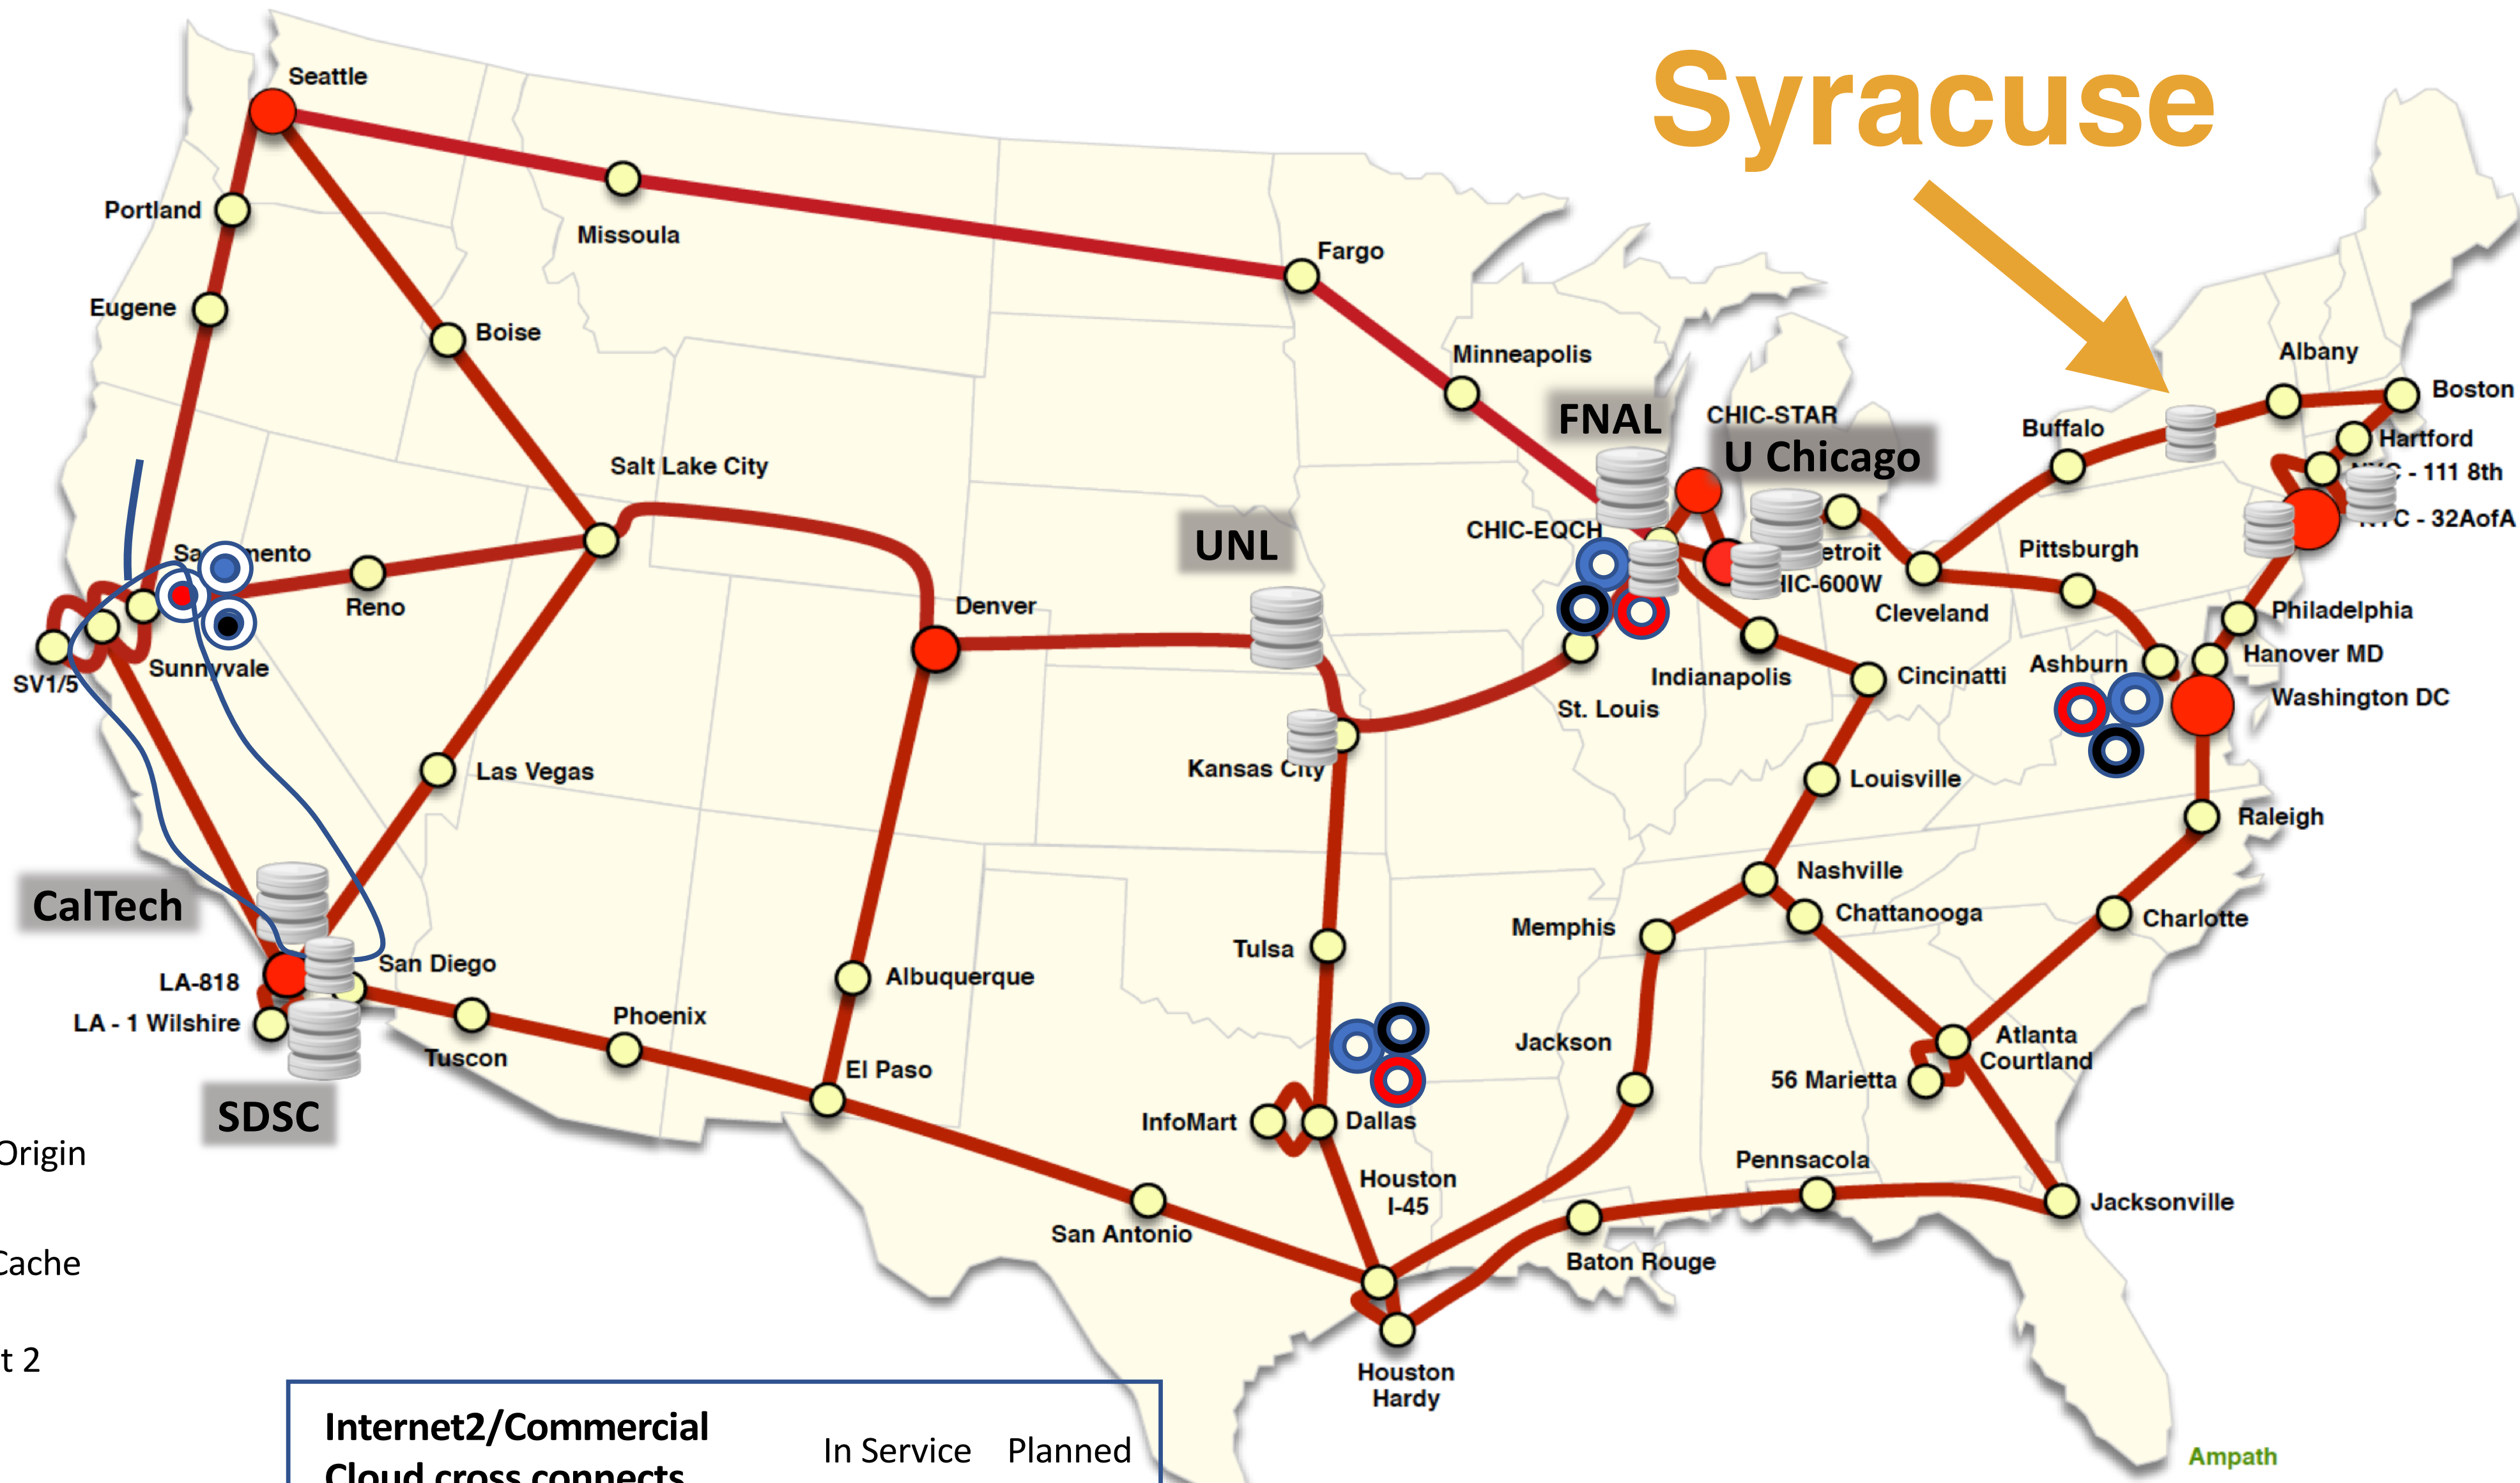 Syracuse
Seattle
Portland
Missoula
Eugene
Boise
Fargo
Minneapolis
Albany
Boston
FNAL
CHIC-STAR
U Chicago
Buffalo
Hartford
- 111 8th
Salt Lake City
CHIC-EQCH
UNL
- 32AofA
Reno
Denver
Pittsburgh
Cleveland
Philadelphia
Sunnyvale
SV1/5
Indianapolis
Cincinatti
Ashburn
Hanover MD
St. Louis
Washington DC
Las Vegas
Kansas City
Louisville
Raleigh
CalTech
Nashville
Memphis
Chattanooga
Charlotte
Tulsa
San Diego
LA-818
Albuquerque
LA - 1 Wilshire
Phoenix
Tuscon
Jackson
Atlanta
Courtland
El Paso
56 Marietta
SDSC
InfoMart
Dallas
Origin
Houston
I-45
Pennsacola
Jacksonville
San Antonio
Baton Rouge
Cache
t 2
Houston
Hardy
Internet2/Commercial
Cloud cross connects
In Service Planned
Ampath